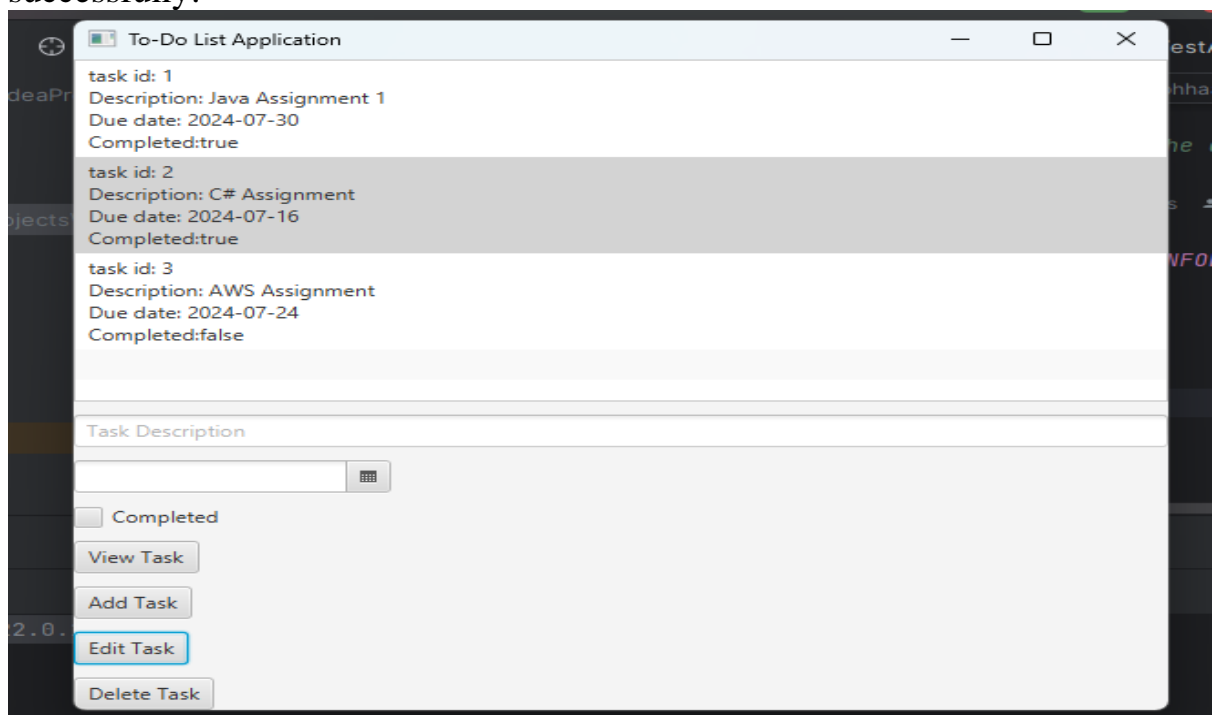 successfully.
To-Do List Application
task id: 1
Description: Java Assignment 1
Due date: 2024-07-30
Completed:true
task id: 2
Description: C# Assignment
Due date: 2024-07-16
Completed:true
task id: 3
Description: AWS Assignment
Due date: 2024-07-24
Completed:false
Task Description
Completed
View Task
Add Task
Edit Task
Delete Task